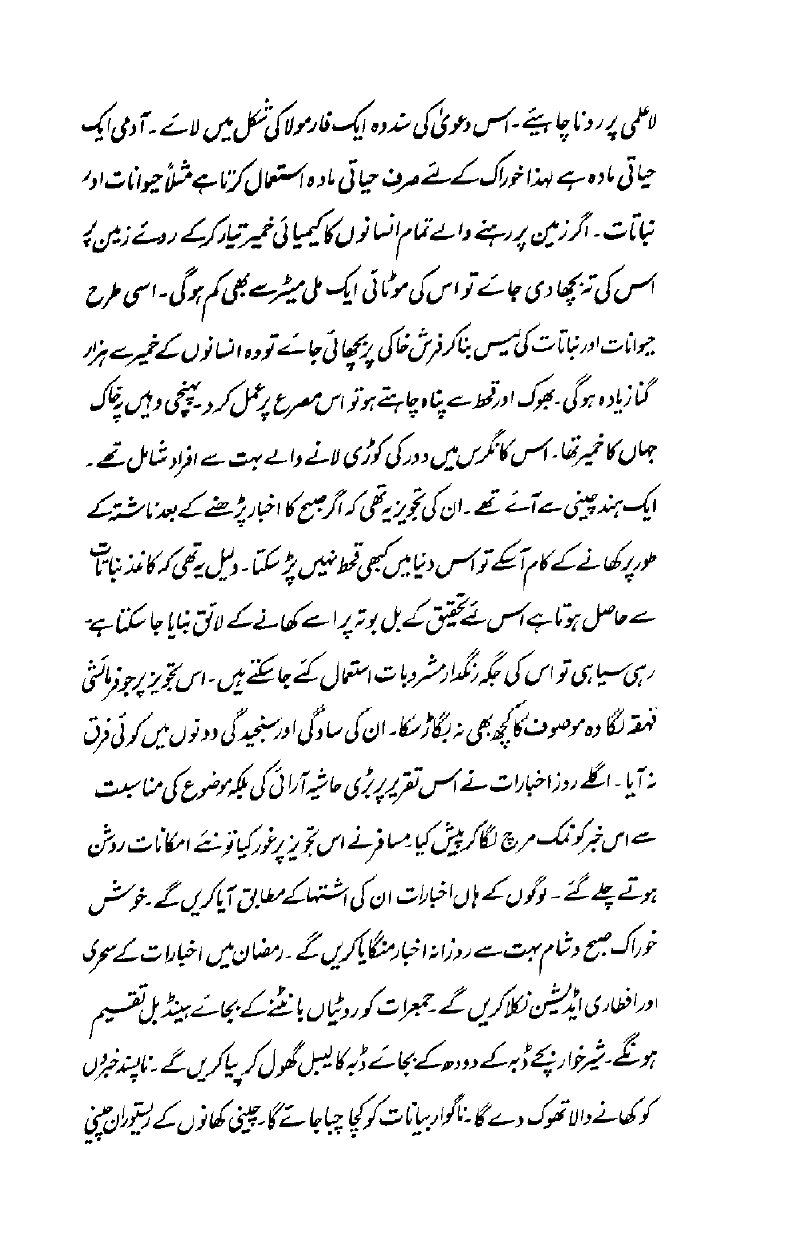 لاعلمی پر رونا چاہیئے۔ اس دعویٰ کی سند وہ ایک فارمولا کی شکل میں لائے۔ آدمی ایک
حیاتی مادہ ہے لہذا خوراک کے لئے صرف حیاتی مادہ استعمال کرتا ہے مثلاً حیوانات اور
نباتات۔ اگر زمین پر رہنے والے تمام انسانوں کا کیمیائی خمیر تیار کرکے روئے زمین پر
اس کی تہ بچھا دی جائے تو اس کی موٹائی ایک ملی میٹر سے بھی کم ہوگی۔ اسی طرح
حیوانات اور نباتات کی لیس بنا کر فرش خاکی پر بچھائی جائے تو وہ انسانوں کے خمیر سے ہزار
گنا زیادہ ہوگی۔ بھوک اور قحط سے پناہ چاہتے ہو تو اس مصرع پر عمل کرو۔ پہنچی وہیں پہ خاک
جہاں کا خمیر تھا۔ اس کانگرس میں دور کی کوڑی لانے والے بہت سے افراد شامل تھے۔
ایک ہند چینی سے آئے تھے۔ ان کی تجویز یہ تھی کہ اگر صبح کا اخبار پڑھنے کے بعد ناشتہ کے
طور پر کھانے کے کام آسکے تو اس دنیا میں کبھی قحط نہیں پڑ سکتا۔ دلیل یہ تھی کہ کاغذ نباتات
سے حاصل ہوتا ہے اس لئے تحقیق کے بل بوتہ پر اسے کھانے کے لائق بنایا جا سکتا ہے۔
رہی سیاہی تو اس کی جگہ رنگدار مشروبات استعمال کئے جاسکتے ہیں۔ اس تجویز پر جو فرمائشی
قہقہہ لگا وہ موصوف کا کچھ بھی نہ بگاڑ سکا۔ ان کی سادگی اور سنجیدگی دونوں میں کوئی فرق
نہ آیا۔ اگلے روز اخبارات نے اس تقریر پر بڑی حاشیہ آرائی کی بلکہ موضوع کی مناسبت
سے اس خبر کو نمک مرچ لگا کر پیش کیا۔ مسافر نے اس تجویز پر غور کیا تو نئے امکانات روشن
ہوتے چلے گئے۔ لوگوں کے ہاں اخبارات ان کی اشتہا کے مطابق آیا کریں گے۔ خوش
خوراک صبح و شام بہت سے روزانہ اخبار منگایا کریں گے۔ رمضان میں اخبارات کے سحری
اور افطاری ایڈیشن نکلا کریں گے۔ جمعرات کو روٹیاں بانٹنے کے بجائے ہینڈ بل تقسیم
ہونگے۔ شیر خوار بچے ڈبہ کے دودھ کے بجائے ڈبہ کا لیبل گھول کر پیا کریں گے۔ ناپسند خبروں
کو کھانے والا تھوک دے گا۔ ناگوار بیانات کو کچا چبا جائے گا۔ چینی کھانوں کے ریستوران چینی